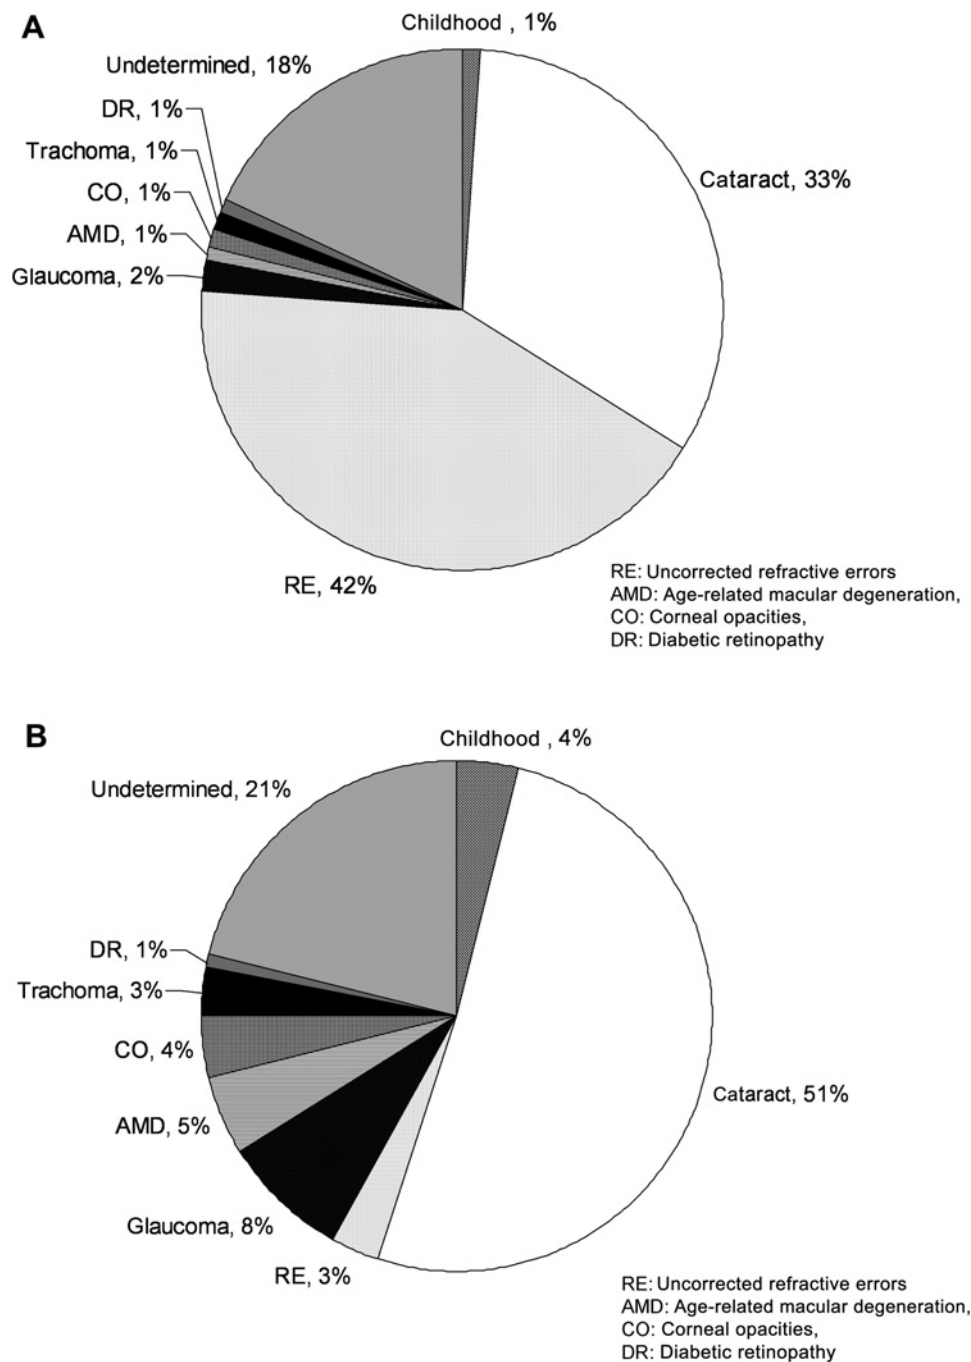 A
Childhood , 1%
Undetermined, 18%
DR, 1%
Trachoma, 1%
CO, 1%
AMD, 1%
Glaucoma, 2%
Cataract, 33%
RE, 42%
RE: Uncorrected refractive errors
AMD: Age-related macular degeneration,
CO: Corneal opacities,
DR: Diabetic retinopathy
B
Childhood , 4%
Undetermined, 21%
DR, 1%
Trachoma, 3%
CO, 4%
AMD, 5%
Glaucoma, 8%
RE, 3%
Cataract, 51%
RE: Uncorrected refractive errors
AMD: Age-related macular degeneration,
CO: Corneal opacities,
DR: Diabetic retinopathy